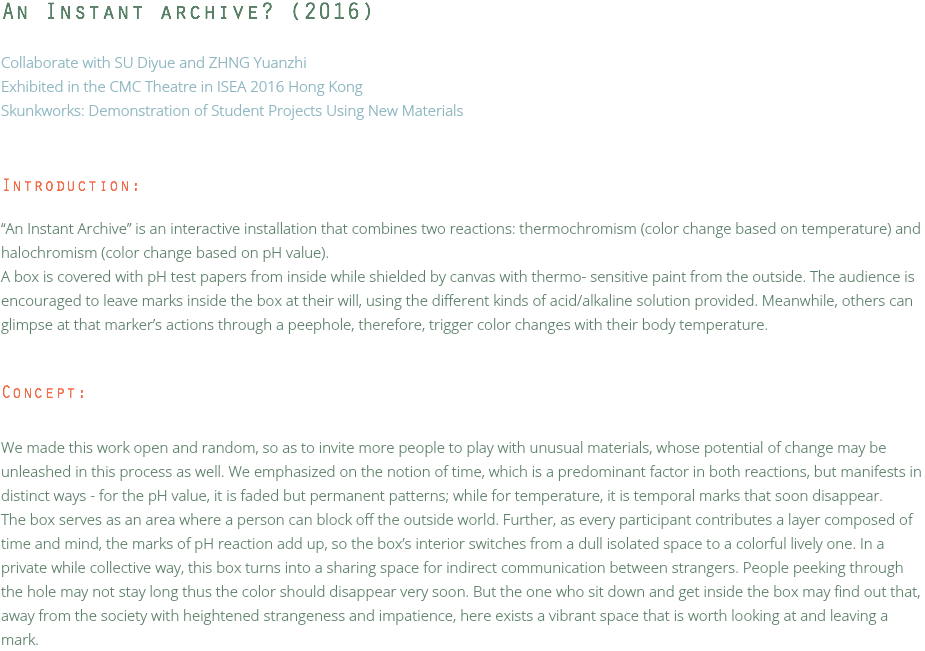 An Instant archive? (2016)
Collaborate with SU Diyue and ZHNG Yuanzhi
Exhibited in the CMC Theatre in ISEA 2016 Hong Kong
Skunkworks: Demonstration of Student Projects Using New Materials
Introduction:
“An Instant Archive” is an interactive installation that combines two reactions: thermochromism (color change based on temperature) and
halochromism (color change based on pH value).
A box is covered with pH test papers from inside while shielded by canvas with thermo- sensitive paint from the outside. The audience is
encouraged to leave marks inside the box at their will, using the different kinds of acid/alkaline solution provided. Meanwhile, others can
glimpse at that marker’s actions through a peephole, therefore, trigger color changes with their body temperature.
Concept:
We made this work open and random, so as to invite more people to play with unusual materials, whose potential of change may be
unleashed in this process as well. We emphasized on the notion of time, which is a predominant factor in both reactions, but manifests in
distinct ways - for the pH value, it is faded but permanent patterns; while for temperature, it is temporal marks that soon disappear.
The box serves as an area where a person can block off the outside world. Further, as every participant contributes a layer composed of
time and mind, the marks of pH reaction add up, so the box’s interior switches from a dull isolated space to a colorful lively one. In a
private while collective way, this box turns into a sharing space for indirect communication between strangers. People peeking through
the hole may not stay long thus the color should disappear very soon. But the one who sit down and get inside the box may find out that,
away from the society with heightened strangeness and impatience, here exists a vibrant space that is worth looking at and leaving a
mark.